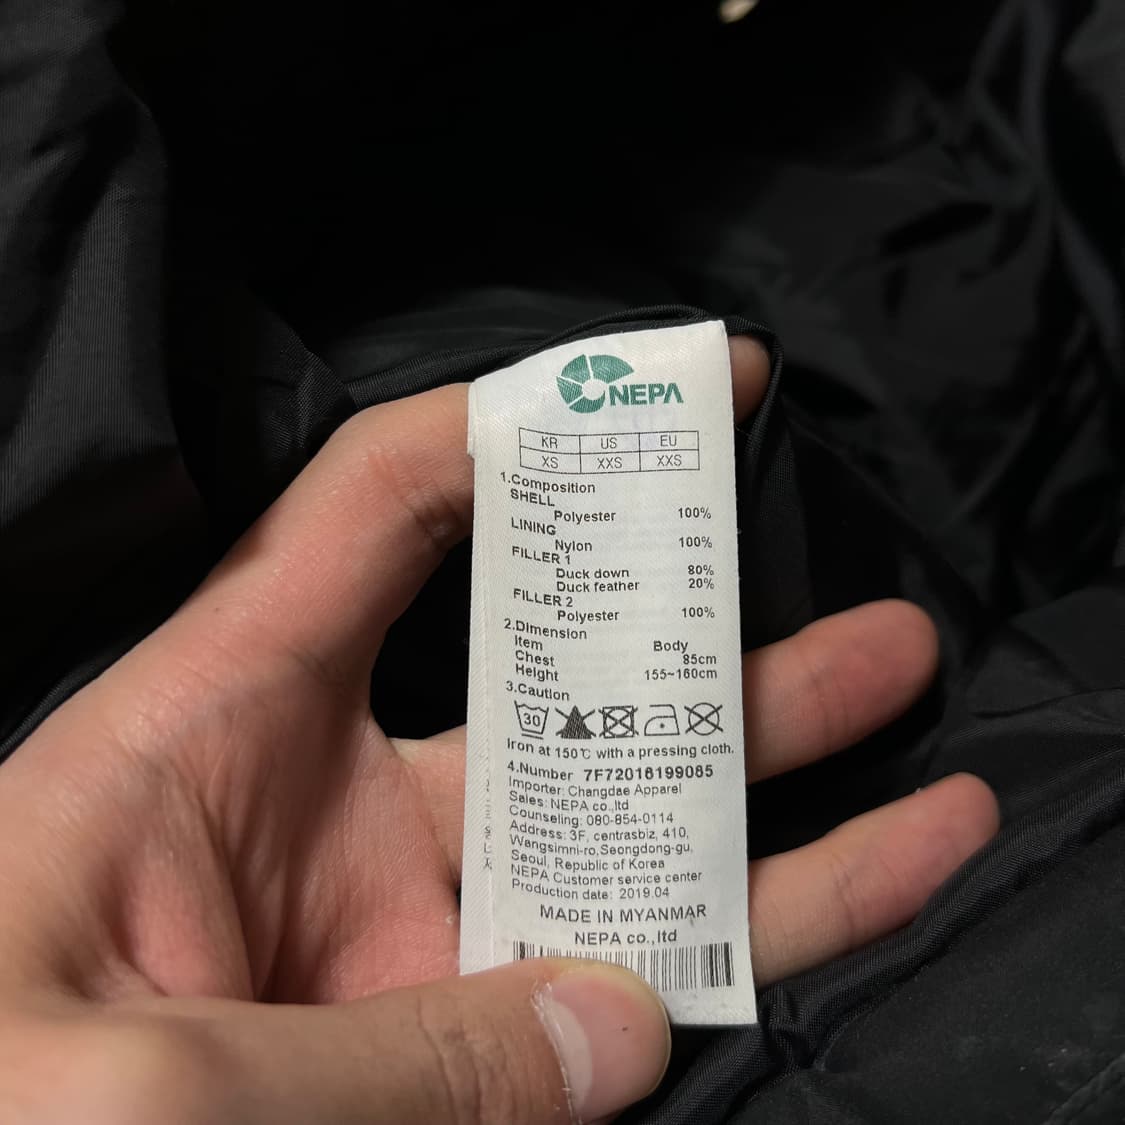 NEPA
KR US EU
XS XXS XXS
1.Composition
SHELL
Polyester 100%
LINING
Nylon 100%
FILLER 1
Duck down 80%
Duck feather 20%
FILLER 2
Polyester 100%
2.Dimension
Item Body
Chest 85cm
Height 155~160cm
3.Caution
30
Iron at 150℃ with a pressing cloth.
4.Number 7F72016199085
Importer: Changdae Apparel
Sales: NEPA co.,ltd
Counseling: 080-854-0114
Address: 3F, centrasbiz, 410,
Wangsimni-ro,Seongdong-gu,
Seoul, Republic of Korea
NEPA Customer service center
Production date: 2019.04
MADE IN MYANMAR
NEPA co.,ltd